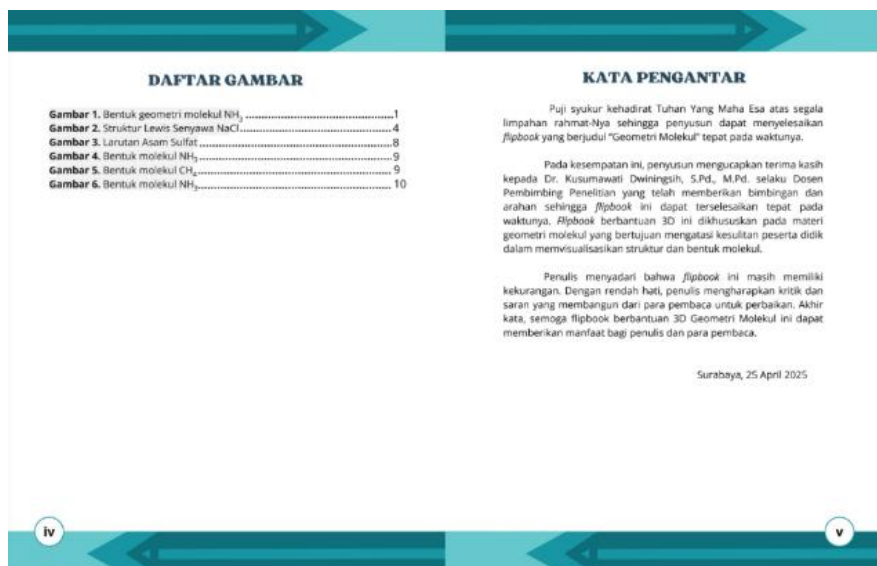 DAFTAR GAMBAR
Gambar 1. Bentuk geometri molekul NH₃ ........................................1
Gambar 2. Struktur Lewis Senyawa NaCl........................................ 4
Gambar 3. Larutan Asam Sulfat ........................................ 8
Gambar 4. Bentuk molekul NH₃........................................ 9
Gambar 5. Bentuk molekul CH₄........................................ 9
Gambar 6. Bentuk molekul NH₃........................................ 10
iv
KATA PENGANTAR
Puji syukur kehadirat Tuhan Yang Maha Esa atas segala
limpahan rahmat-Nya sehingga penyusun dapat menyelesaikan
flipbook yang berjudul "Geometri Molekul" tepat pada waktunya.
Pada kesempatan ini, penyusun mengucapkan terima kasih
kepada Dr. Kusumawati Dwiningsih, S.Pd., M.Pd. selaku Dosen
Pembimbing Penelitian yang telah memberikan bimbingan dan
arahan sehingga flipbook ini dapat terselesaikan tepat pada
waktunya. Flipbook berbantuan 3D ini dikhususkan pada materi
geometri molekul yang bertujuan mengatasi kesulitan peserta didik
dalam memvisualisasikan struktur dan bentuk molekul.
Penulis menyadari bahwa flipbook ini masih memiliki
kekurangan. Dengan rendah hati, penulis mengharapkan kritik dan
saran yang membangun dari para pembaca untuk perbaikan. Akhir
kata, semoga flipbook berbantuan 3D Geometri Molekul ini dapat
memberikan manfaat bagi penulis dan para pembaca.
Surabaya, 25 April 2025
v